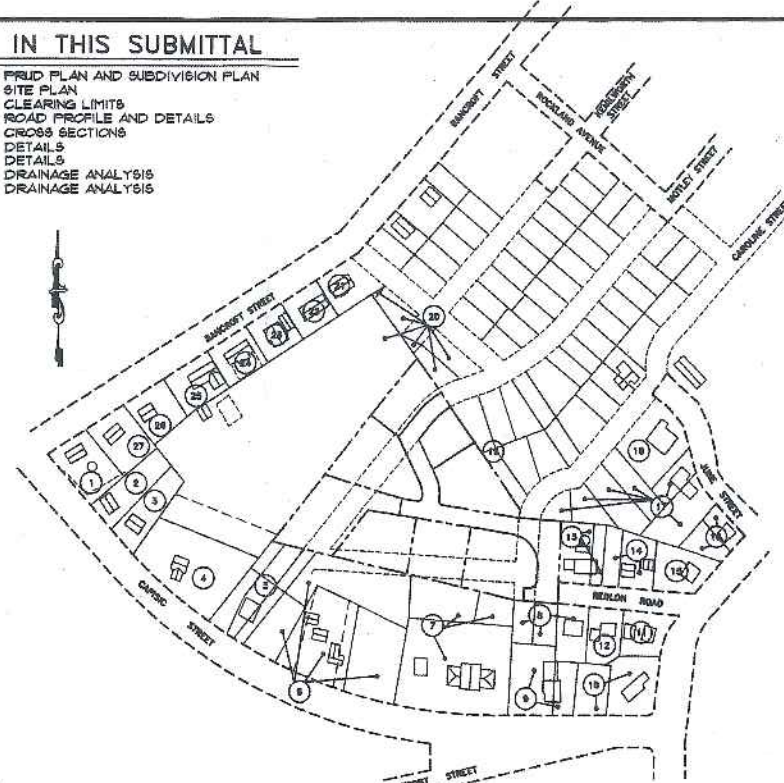 IN THIS SUBMITTAL
PRUD PLAN AND SUBDIVISION PLAN
SITE PLAN
CLEARING LIMITS
ROAD PROFILE AND DETAILS
CROSS SECTIONS
DETAILS
DETAILS
DRAINAGE ANALYSIS
DRAINAGE ANALYSIS
BANCROFT STREET
ROCKLAND AVENUE
KENILWORTH STREET
MOTLEY STREET
CAROLINE STREET
BANCROFT STREET
20
25
26
27
1
2
3
4
19
18
17
JUNE STREET
16
13
14
15
REDLON ROAD
CAPISIC STREET
7
8
12
11
9
10
STREET